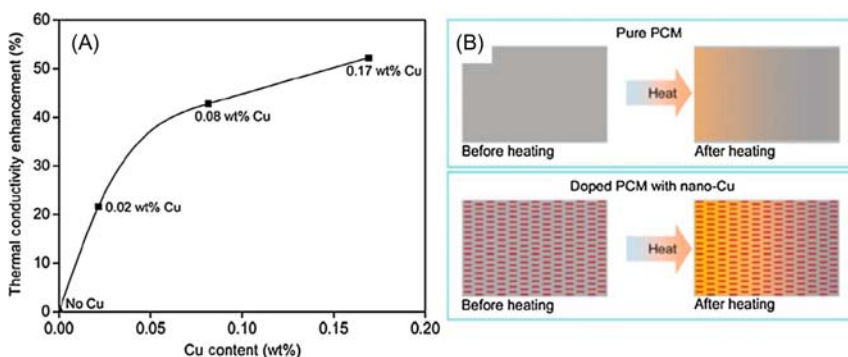 (A)
Thermal conductivity enhancement (%)
60
50
40
30
20
10
0
0.17 wt% Cu
0.08 wt% Cu
0.02 wt% Cu
No Cu
0.00
0.05
0.10
0.15
0.20
Cu content (wt%)
(B)
Pure PCM
Heat
Before heating
After heating
Doped PCM with nano-Cu
Heat
Before heating
After heating